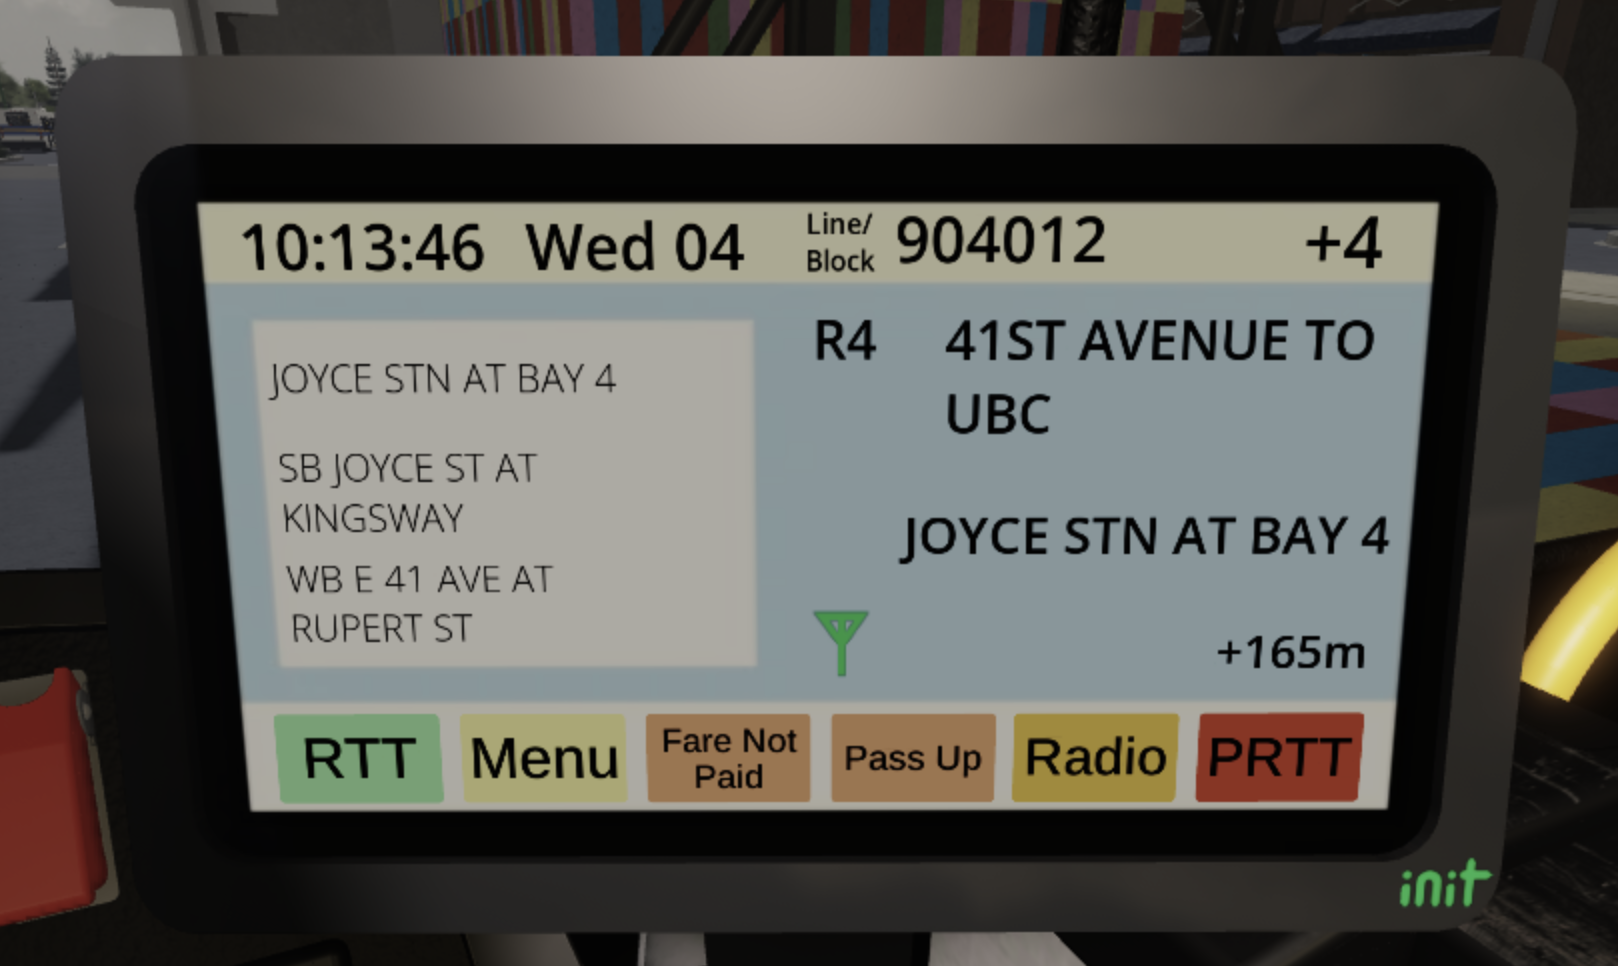 10:13:46 Wed 04 Line/ Block 904012 +4
JOYCE STN AT BAY 4
SB JOYCE ST AT
KINGSWAY
WB E 41 AVE AT
RUPERT ST
R4 41ST AVENUE TO
UBC
JOYCE STN AT BAY 4
+165m
RTT
Menu
Fare Not
Paid
Pass Up
Radio
PRTT
init